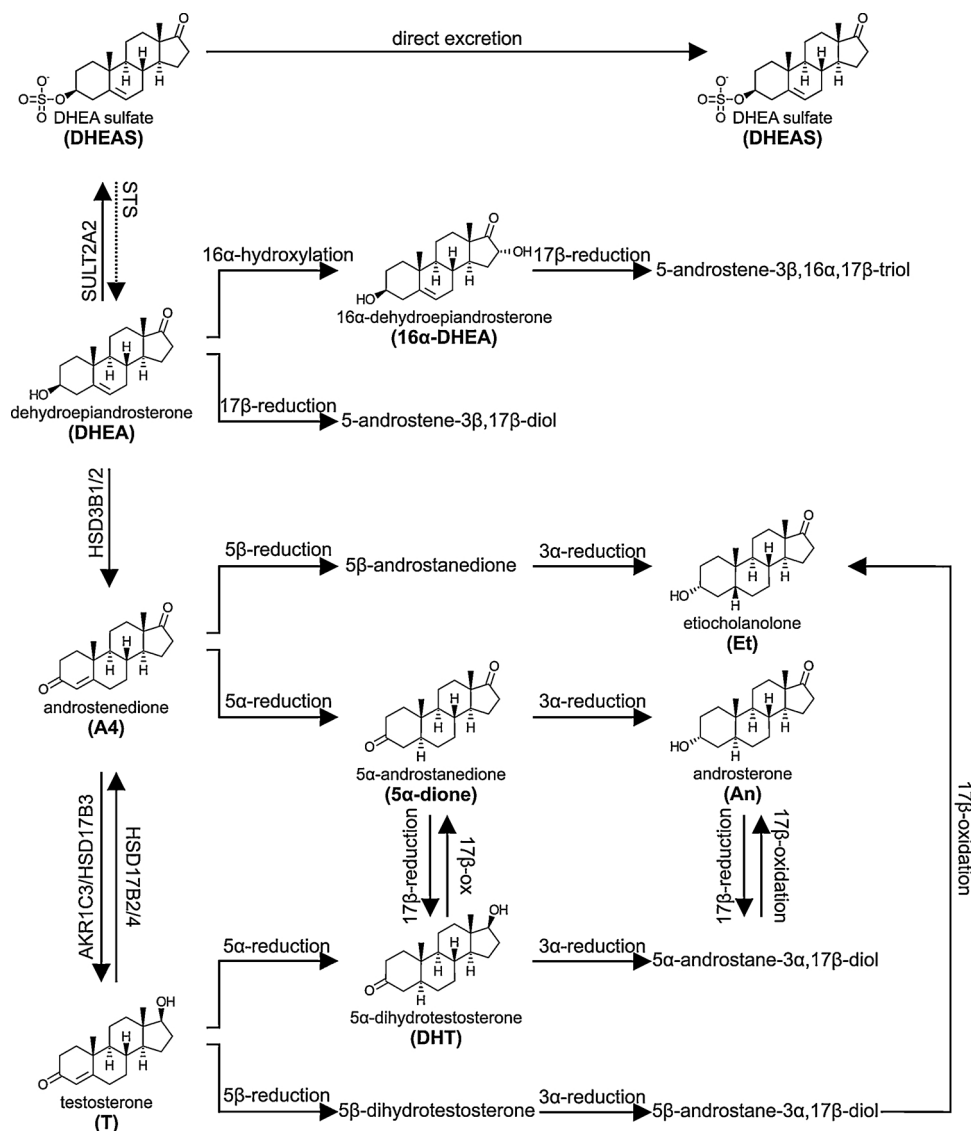 direct excretion
DHEA sulfate
(DHEAS)
DHEA sulfate
(DHEAS)
SULT2A2
STS
16α-hydroxylation
16α-dehydroepiandrosterone
(16α-DHEA)
17β-reduction
5-androstene-3β,16α,17β-triol
dehydroepiandrosterone
(DHEA)
17β-reduction
5-androstene-3β,17β-diol
HSD3B1/2
5β-reduction
5β-androstanedione
3α-reduction
etiocholanolone
(Et)
androstenedione
(A4)
5α-reduction
5α-androstanedione
(5α-dione)
3α-reduction
androsterone
(An)
AKR1C3/HSD17B3
HSD17B2/4
17β-reduction
17β-ox
17β-reduction
17β-oxidation
17β-oxidation
5α-reduction
5α-dihydrotestosterone
(DHT)
3α-reduction
5α-androstane-3α,17β-diol
testosterone
(T)
5β-reduction
5β-dihydrotestosterone
3α-reduction
5β-androstane-3α,17β-diol